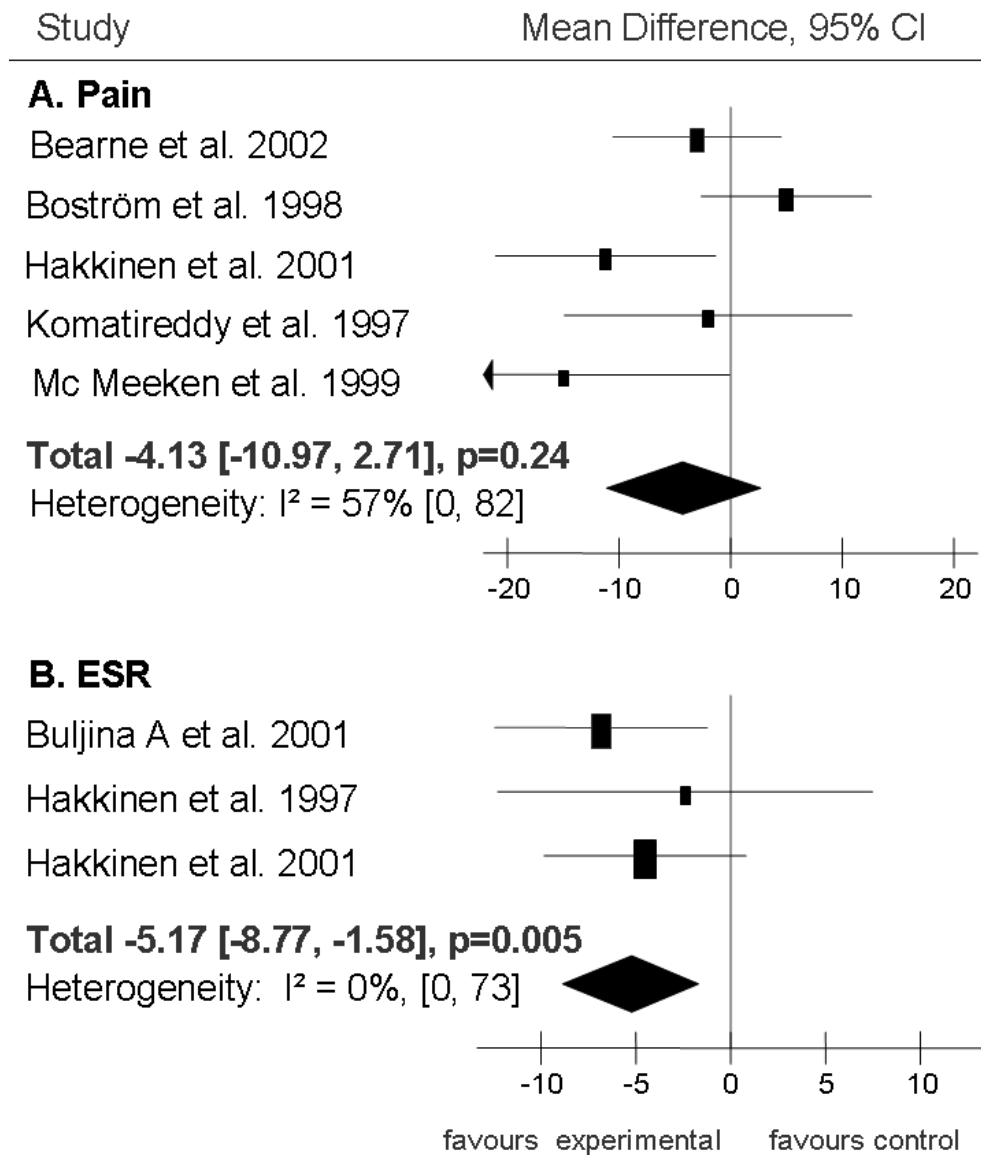 Study Mean Difference, 95% CI
A. Pain
Bearne et al. 2002
Boström et al. 1998
Hakkinen et al. 2001
Komatireddy et al. 1997
Mc Meeken et al. 1999
Total -4.13 [-10.97, 2.71], p=0.24
Heterogeneity: I² = 57% [0, 82]
-20 -10 0 10 20
B. ESR
Buljina A et al. 2001
Hakkinen et al. 1997
Hakkinen et al. 2001
Total -5.17 [-8.77, -1.58], p=0.005
Heterogeneity: I² = 0%, [0, 73]
-10 -5 0 5 10
favours experimental favours control